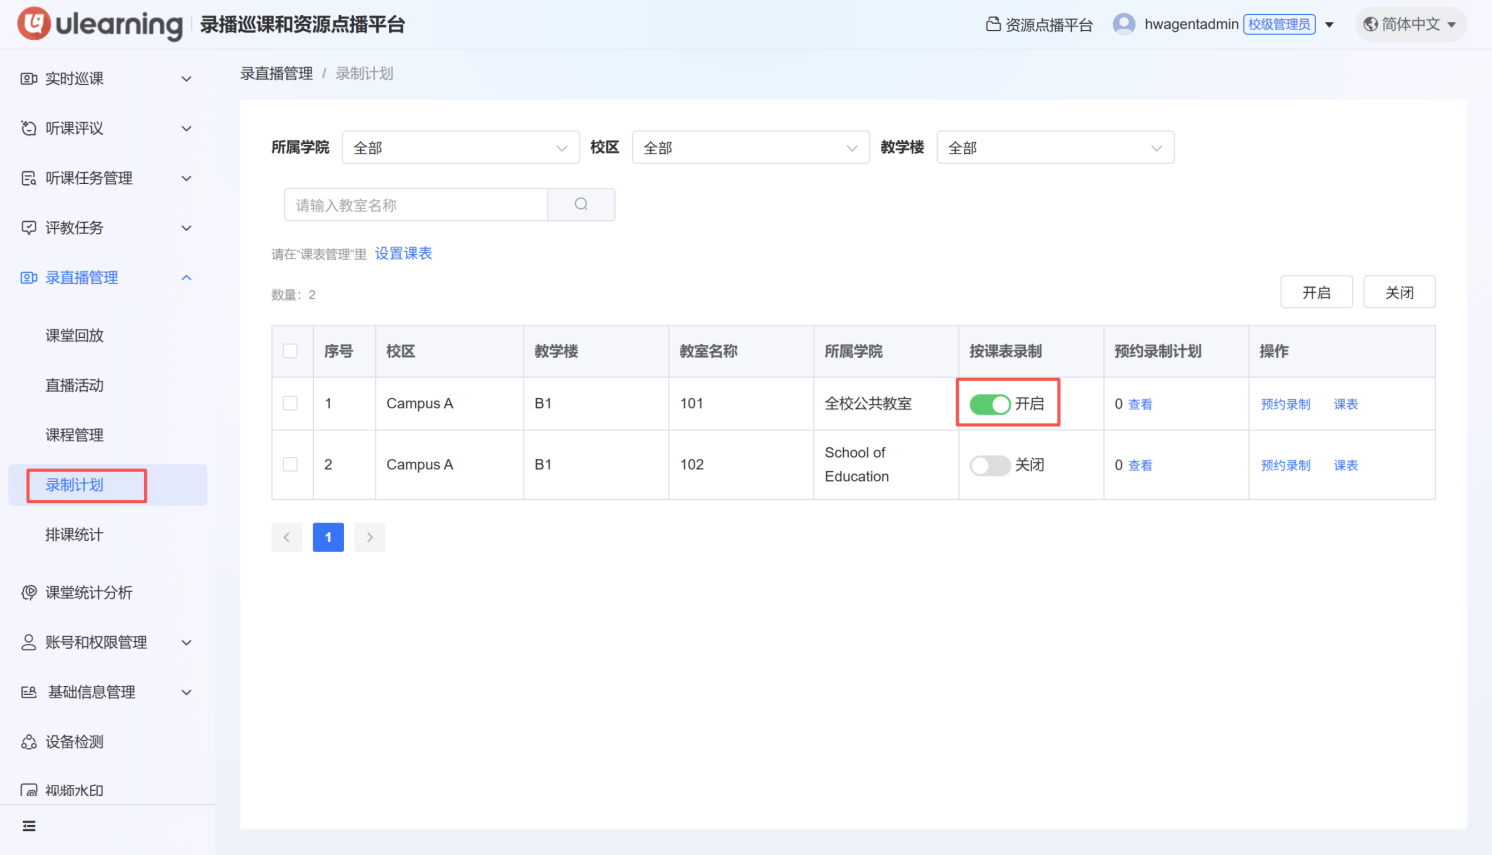 ulearning 录播巡课和资源点播平台 资源点播平台 hwagentadmin 校级管理员 简体中文
实时巡课
听课评议
听课任务管理
评教任务
录直播管理
课堂回放
直播活动
课程管理
录制计划
排课统计
课堂统计分析
账号和权限管理
基础信息管理
设备检测
视频水印
录直播管理 / 录制计划
所属学院 全部 校区 全部 教学楼 全部
请输入教室名称
请在“课表管理”里 设置课表
数量：2
开启 关闭
序号 校区 教学楼 教室名称 所属学院 按课表录制 预约录制计划 操作
1 Campus A B1 101 全校公共教室 开启 0 查看 预约录制 课表
2 Campus A B1 102 School of Education 关闭 0 查看 预约录制 课表
1